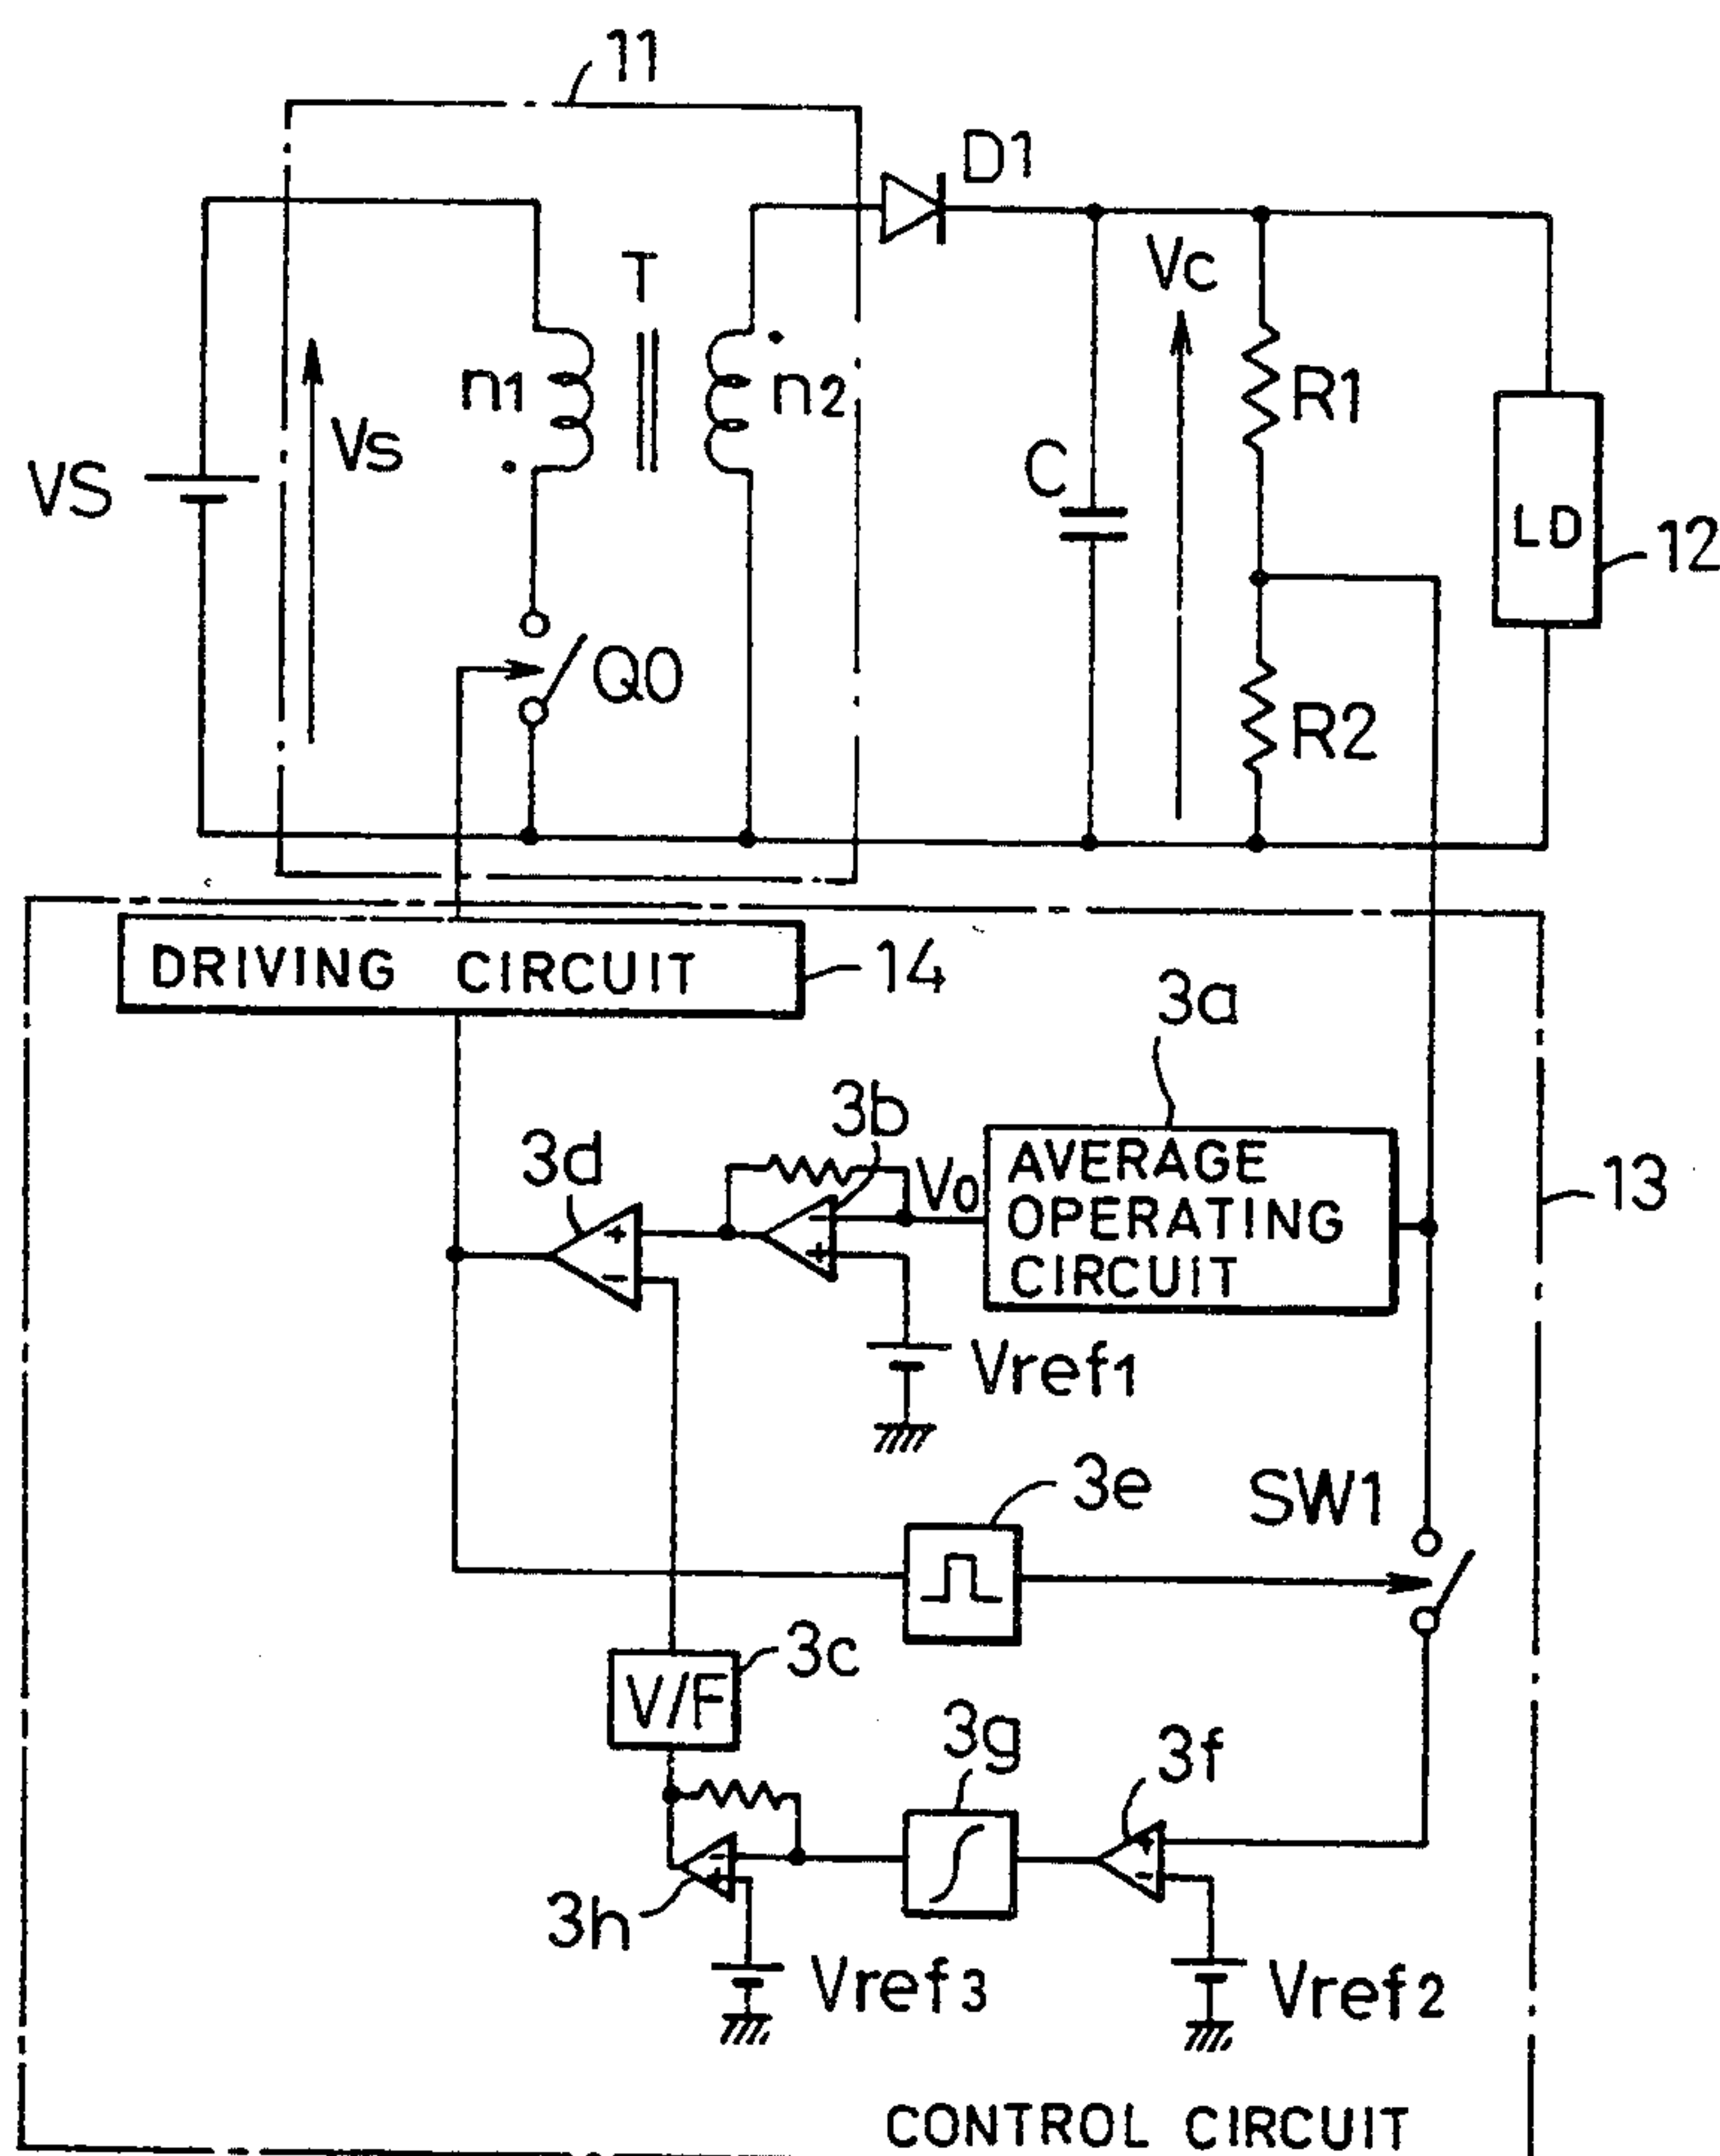 11
D1
T
Vc
n1
n2
R1
Vs
VS
C
LD
12
Q0
R2
DRIVING CIRCUIT
14
3a
3b
3d
V0
AVERAGE
OPERATING
CIRCUIT
13
+
-
-
+
Vref1
3e
SW1
3c
V/F
3g
3f
+
-
-
+
3h
Vref3
Vref2
CONTROL CIRCUIT